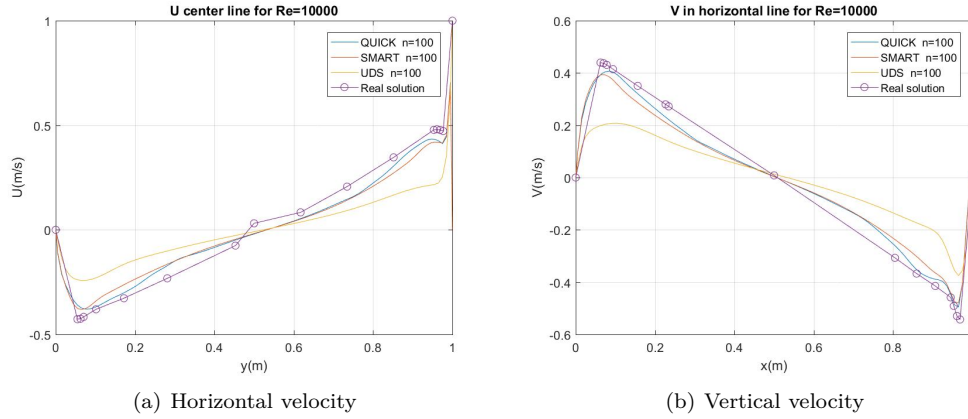 U center line for Re=10000
1
0.5
0
-0.5
U(m/s)
0
0.2
0.4
0.6
0.8
1
y(m)
QUICK n=100
SMART n=100
UDS n=100
Real solution
(a) Horizontal velocity
V in horizontal line for Re=10000
0.6
0.4
0.2
0
-0.2
-0.4
-0.6
V(m/s)
0
0.2
0.4
0.6
0.8
x(m)
QUICK n=100
SMART n=100
UDS n=100
Real solution
(b) Vertical velocity